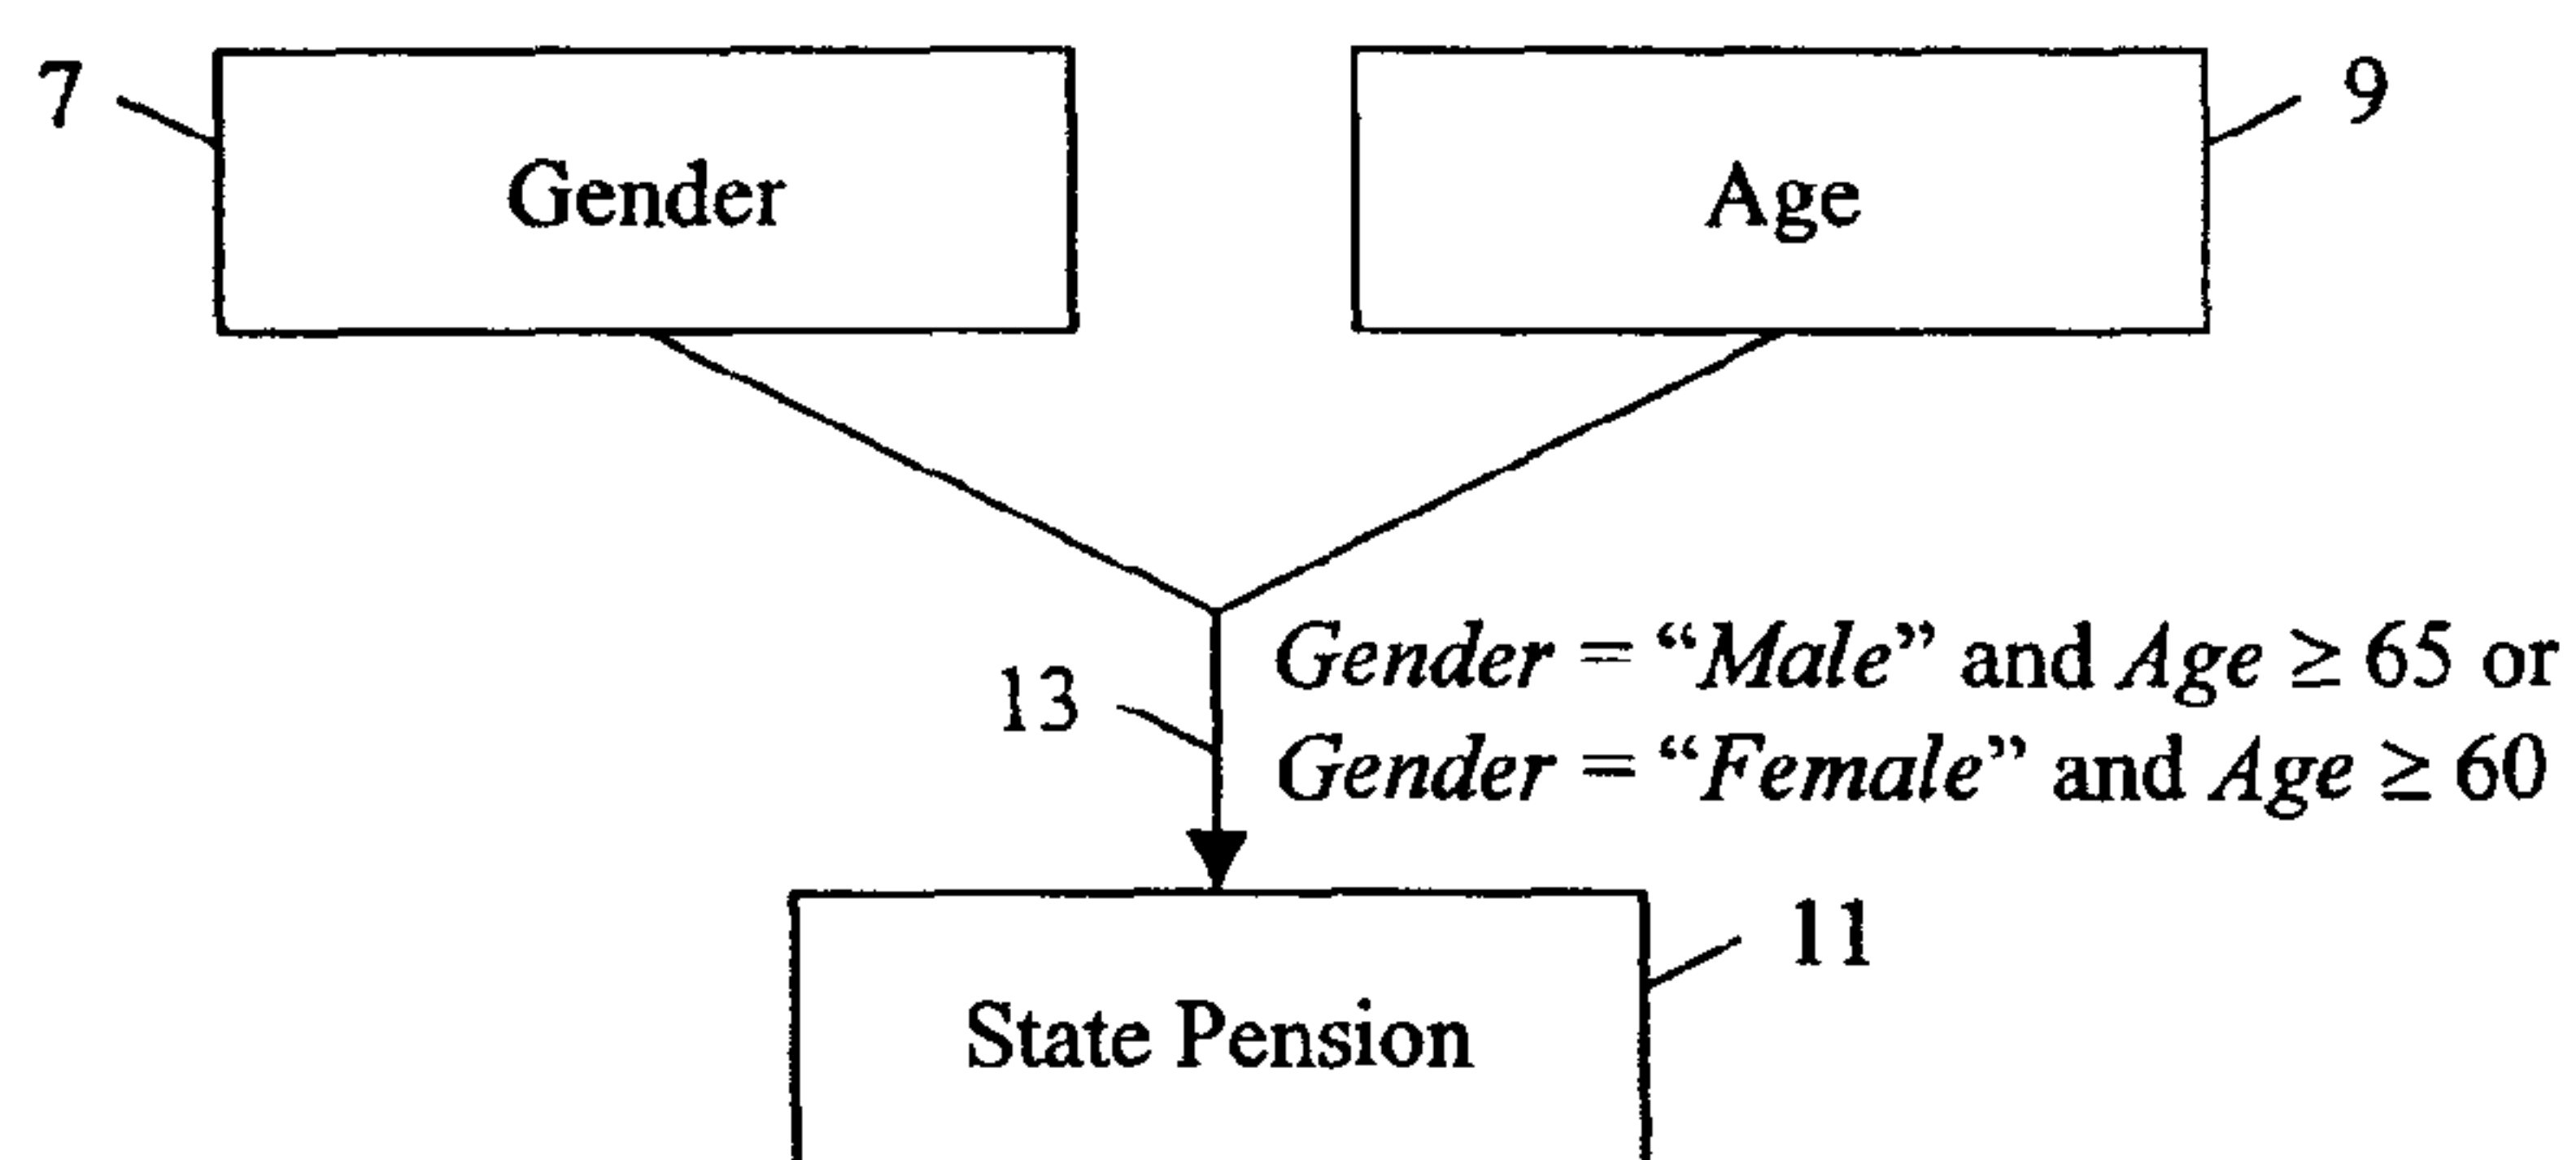 7
Gender
Age
9
13
Gender = “Male” and Age ≥ 65 or
Gender = “Female” and Age ≥ 60
11
State Pension